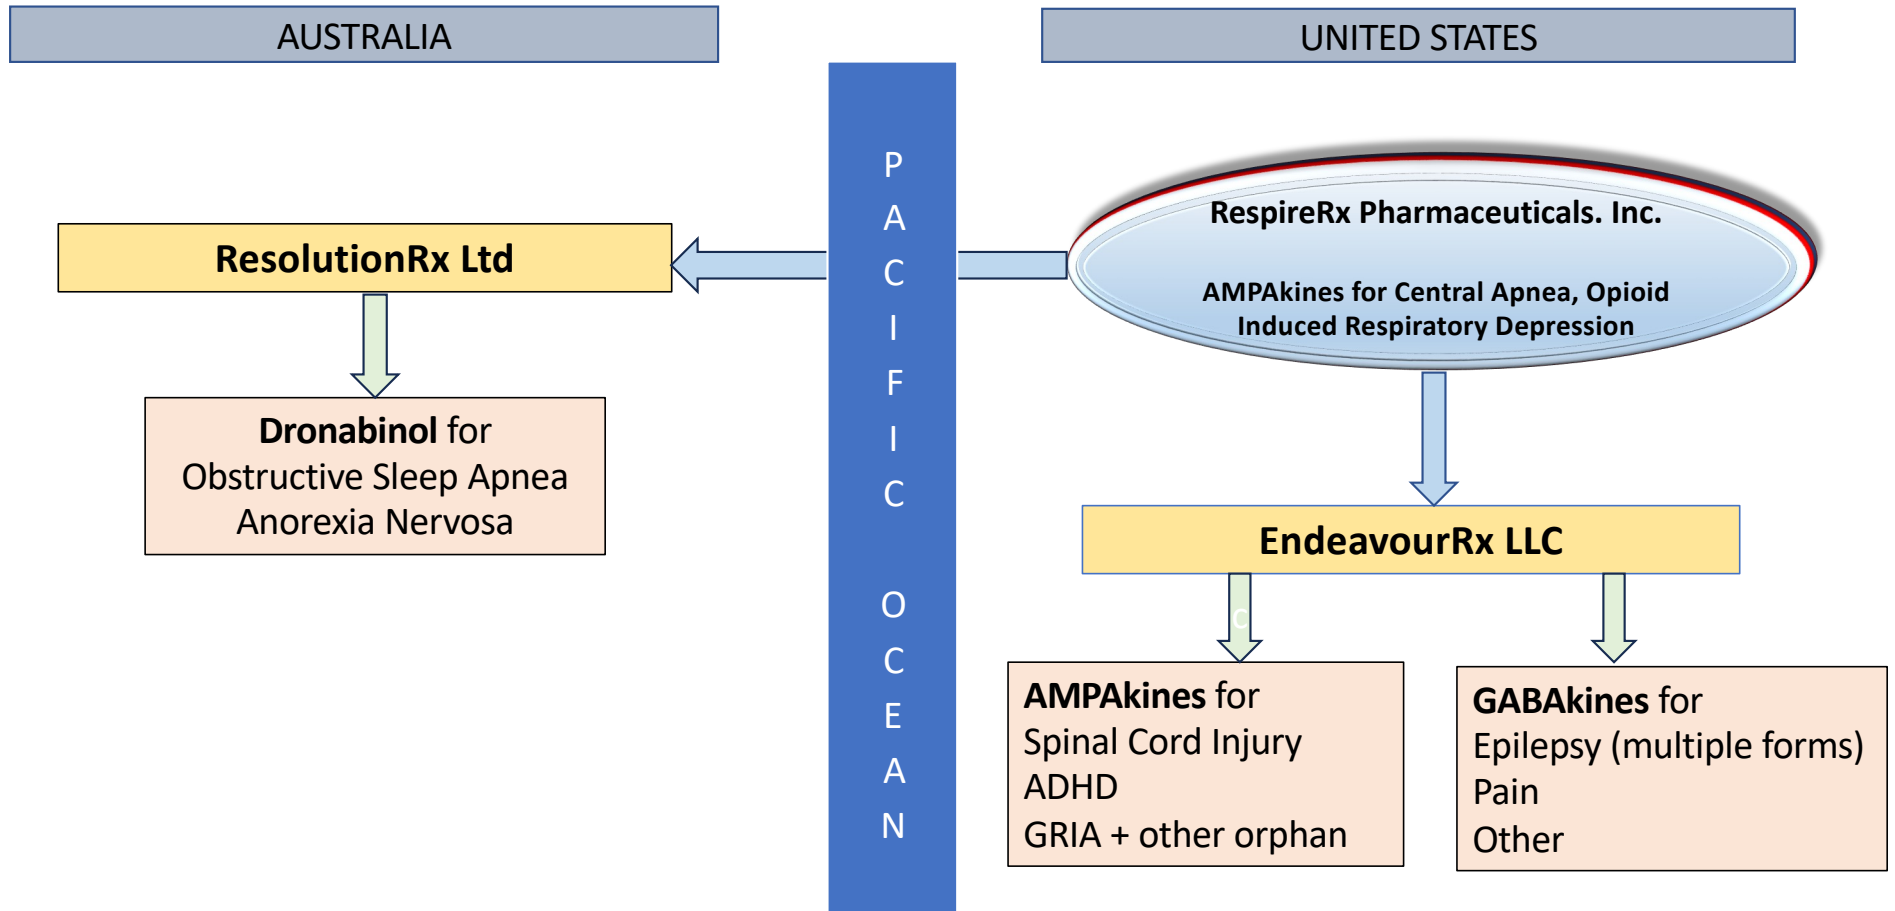 AUSTRALIA
UNITED STATES
P
A
C
I
F
I
C
O
C
E
A
N
RespireRx Pharmaceuticals. Inc.
AMPAkines for Central Apnea, Opioid
Induced Respiratory Depression
ResolutionRx Ltd
Dronabinol for
Obstructive Sleep Apnea
Anorexia Nervosa
EndeavourRx LLC
C
AMPAkines for
Spinal Cord Injury
ADHD
GRIA + other orphan
GABAkines for
Epilepsy (multiple forms)
Pain
Other